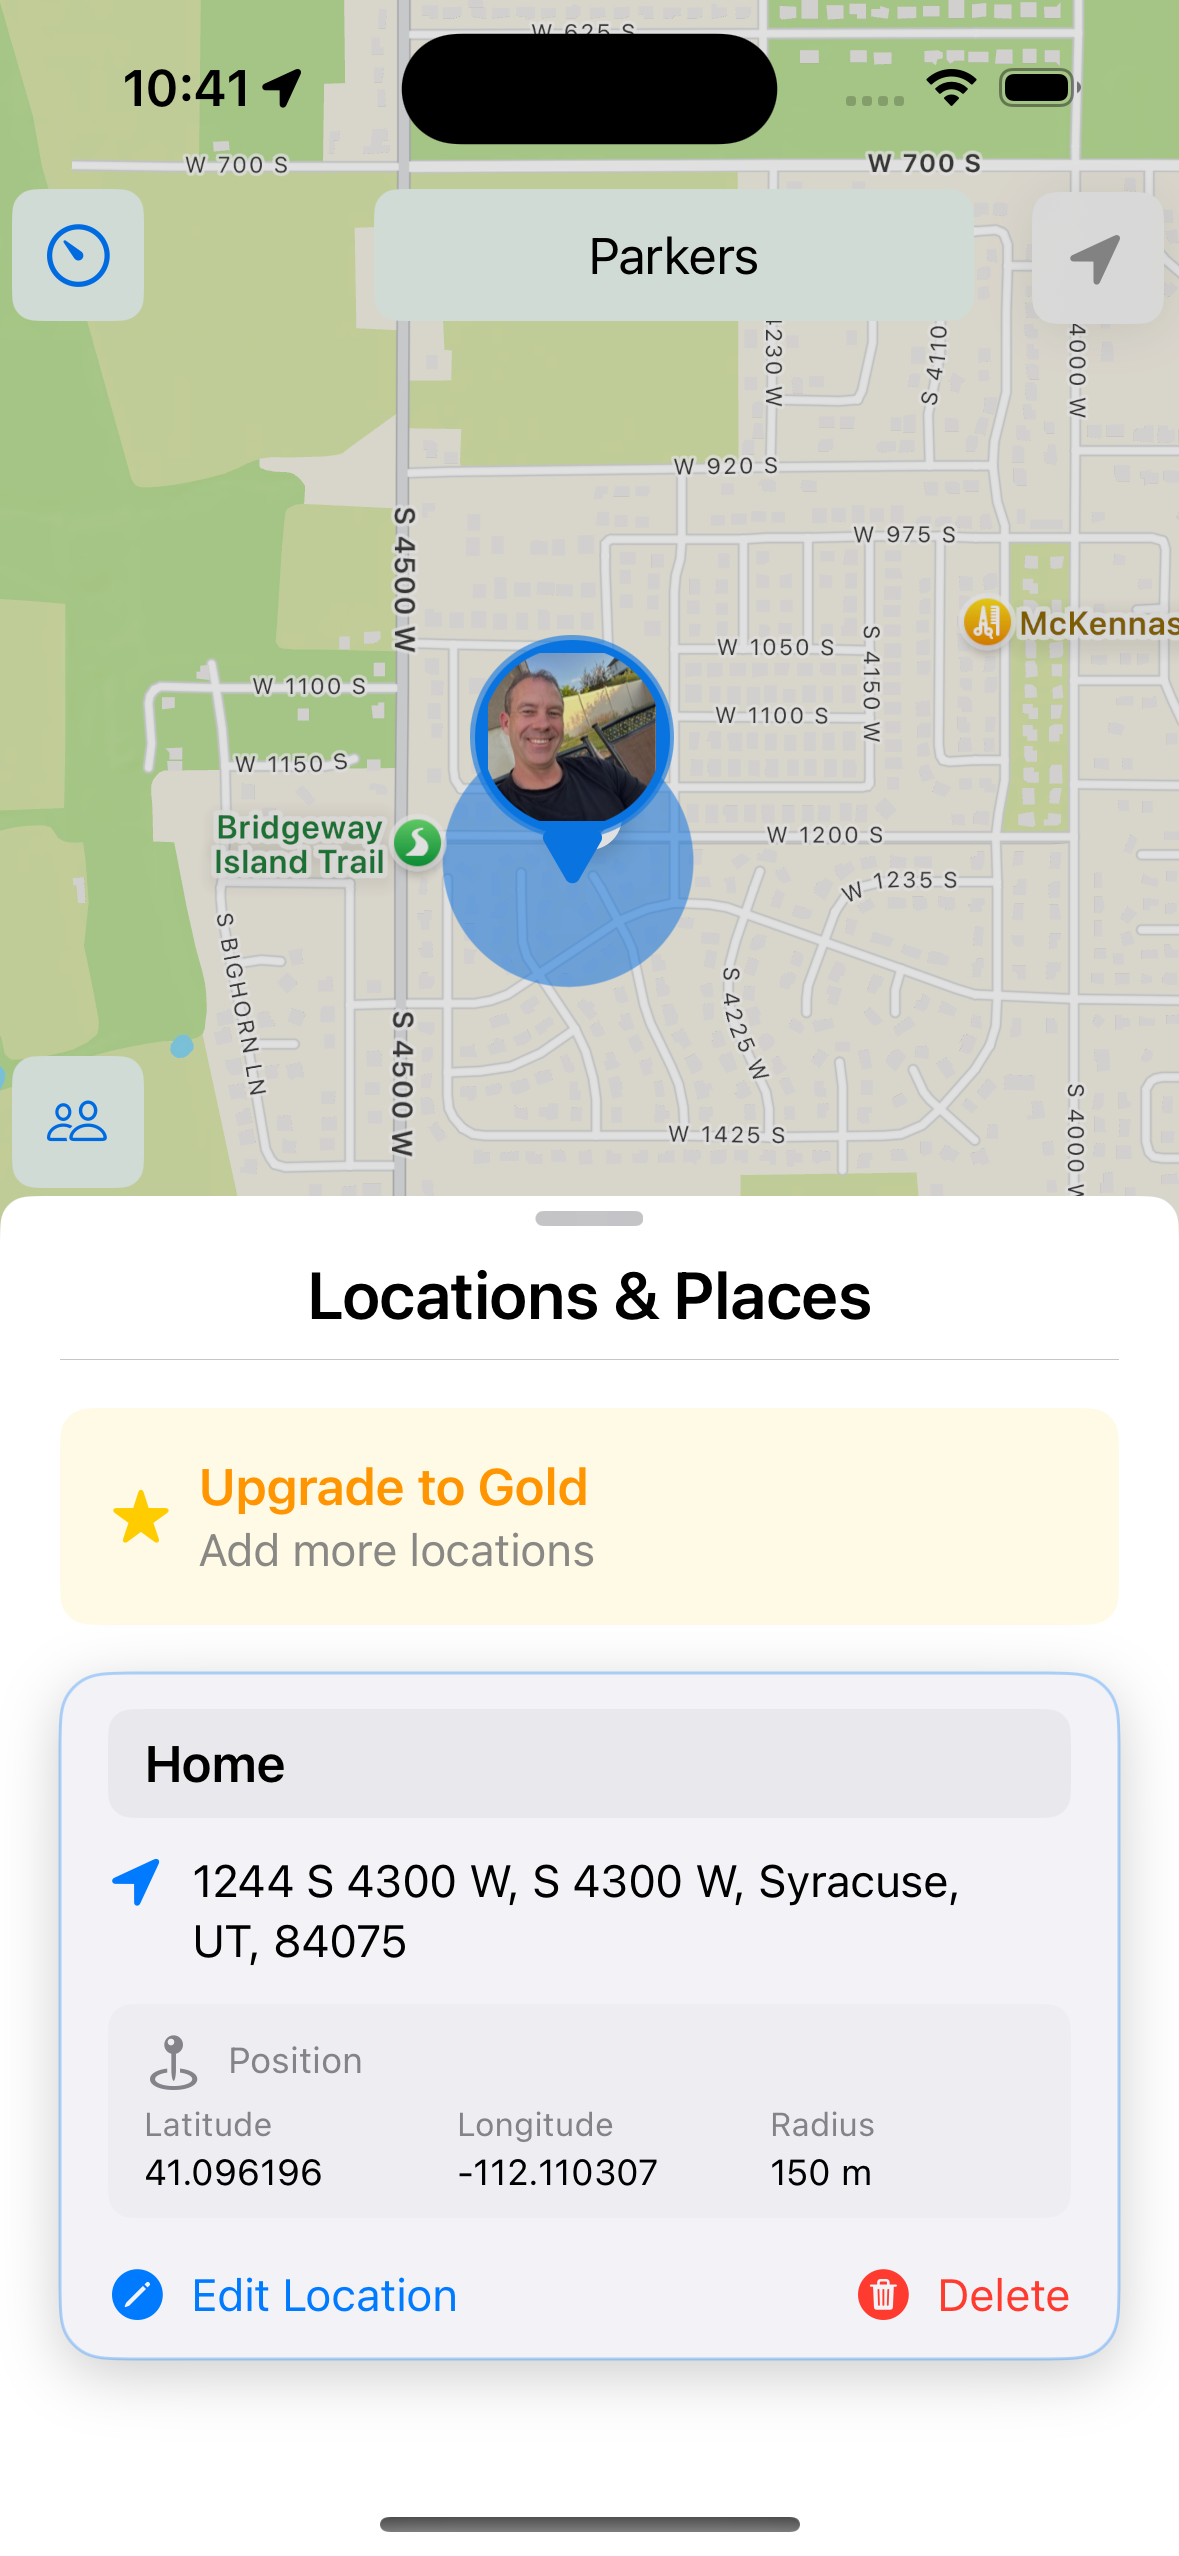 W 625 S
10:41
W 700 S
W 700 S
Parkers
4230 W
S 4110
4000 W
W 920 S
S 4500 W
W 975 S
McKennas
W 1050 S
S 4150 W
W 1100 S
W 1100 S
W 1150 S
Bridgeway
Island Trail
W 1200 S
W 1235 S
S BIGHORN LN
S 4225 W
S 4500 W
W 1425 S
S 4000 W
Locations & Places
Upgrade to Gold
Add more locations
Home
1244 S 4300 W, S 4300 W, Syracuse,
UT, 84075
Position
Latitude
Longitude
Radius
41.096196
-112.110307
150 m
Edit Location
Delete